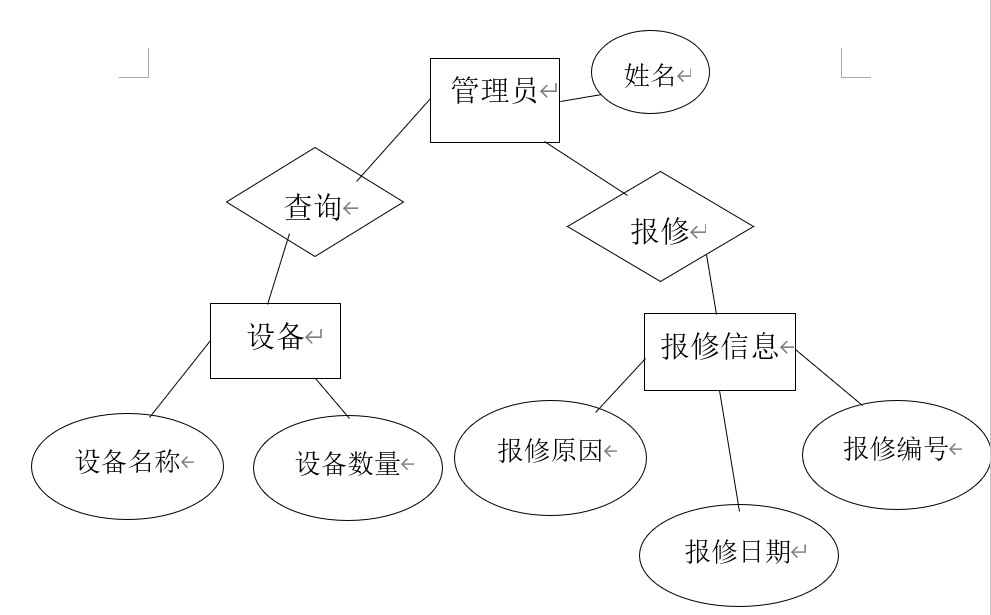 姓名
管理员
查询
报修
设备
报修信息
设备名称
设备数量
报修原因
报修编号
报修日期